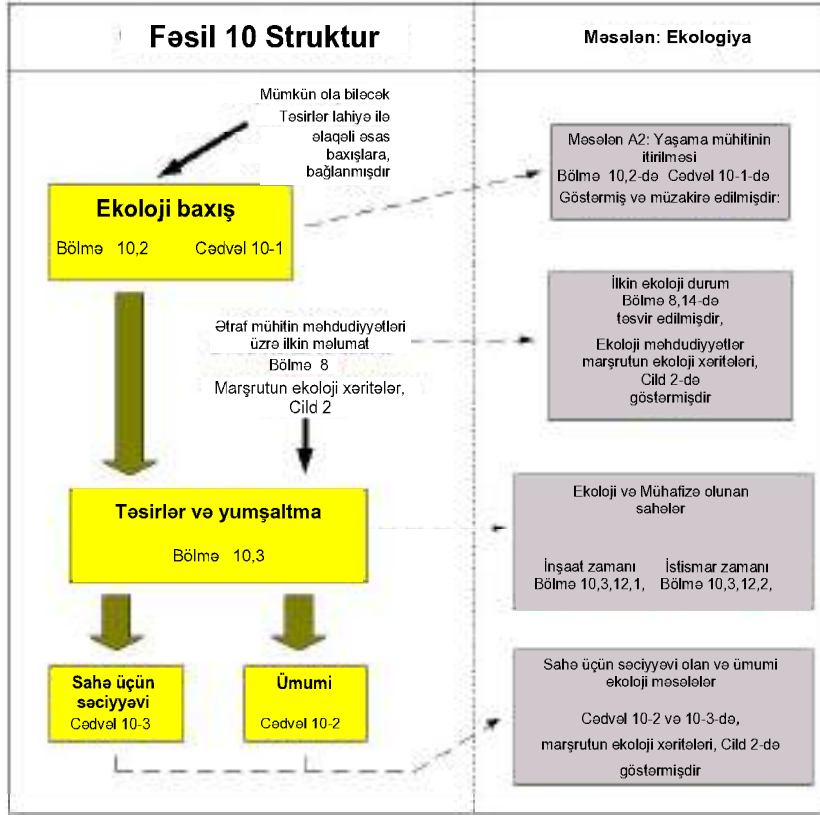 Fəsil 10 Struktur
Məsələn: Ekologiya
Mümkün ola biləcək
Təsirlər lahiyə ilə
əlaqəli əsas
baxışlara,
bağlanmışdır
Ekoloji baxış
Bölmə 10,2 Cədvəl 10-1
Məsələn A2: Yaşama mühitinin
itirilməsi
Bölmə 10,2-də Cədvəl 10-1-də
Göstərmiş və müzakirə edilmişdir:
Ətraf mühitin məhdudiyyətləri
üzrə ilkin məlumat
Bölmə 8
Marşrutun ekoloji xəritələr,
Cild 2
İlkin ekoloji durum
Bölmə 8,14-də
təsvir edilmişdir,
Ekoloji məhdudiyyətlər
marşrutun ekoloji xəritələri,
Cild 2-də
göstərmişdir
Təsirlər və yumşaltma
Bölmə 10,3
Ekoloji və Mühafizə olunan
sahələr
İnşaat zamanı İstismar zamanı
Bölmə 10,3,12,1, Bölmə 10,3,12,2,
Sahə üçün
səciyyəvi
Cədvəl 10-3
Ümumi
Cədvəl 10-2
Sahə üçün səciyyəvi olan və ümumi
ekoloji məsələlər
Cədvəl 10-2 və 10-3-də,
marşrutun ekoloji xəritələri, Cild 2-də
göstərmişdir